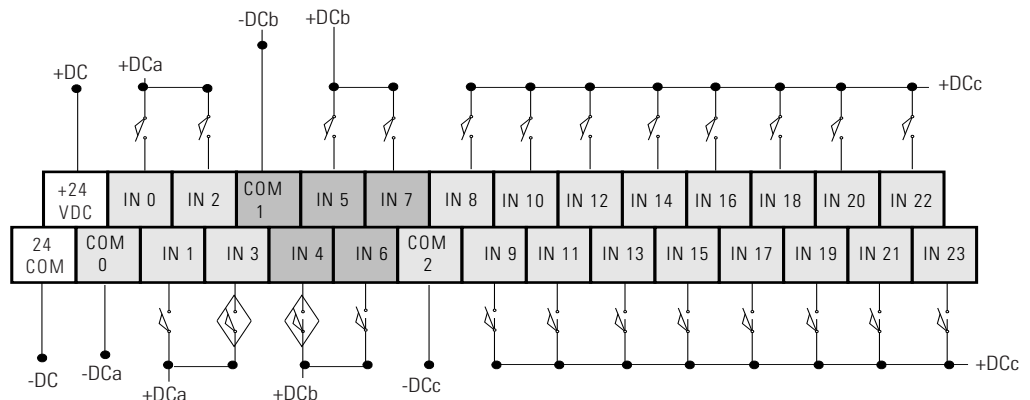 -DCb
+DCb
+DC
+DCa
+DCc
+24
VDC
IN 0
IN 2
COM
1
IN 5
IN 7
IN 8
IN 10
IN 12
IN 14
IN 16
IN 18
IN 20
IN 22
24
COM
COM
0
IN 1
IN 3
IN 4
IN 6
COM
2
IN 9
IN 11
IN 13
IN 15
IN 17
IN 19
IN 21
IN 23
-DC
-DCa
+DCa
+DCb
-DCc
+DCc